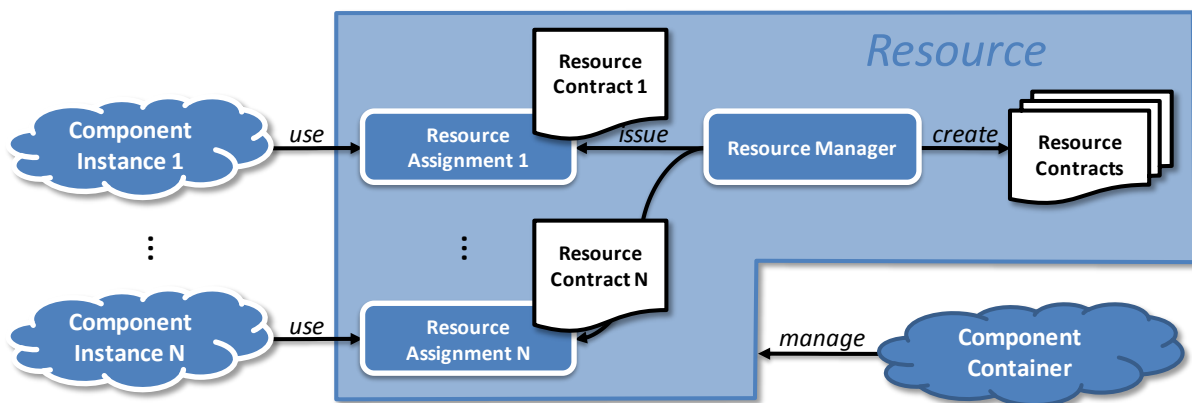 Resource
Resource
Contract 1
Component
Instance 1
use
Resource
Assignment 1
issue
Resource Manager
create
Resource
Contracts
⋮
⋮
Resource
Contract N
Component
Instance N
use
Resource
Assignment N
manage
Component
Container